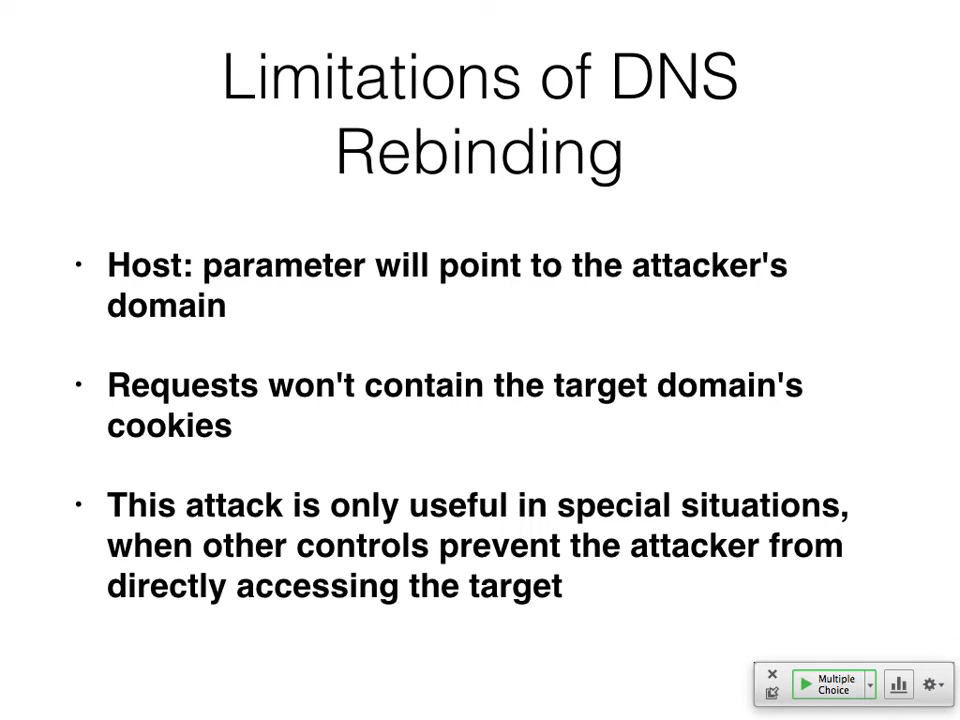 Limitations of DNS
Rebinding
• Host: parameter will point to the attacker's
domain
• Requests won't contain the target domain's
cookies
• This attack is only useful in special situations,
when other controls prevent the attacker from
directly accessing the target
Multiple
Choice